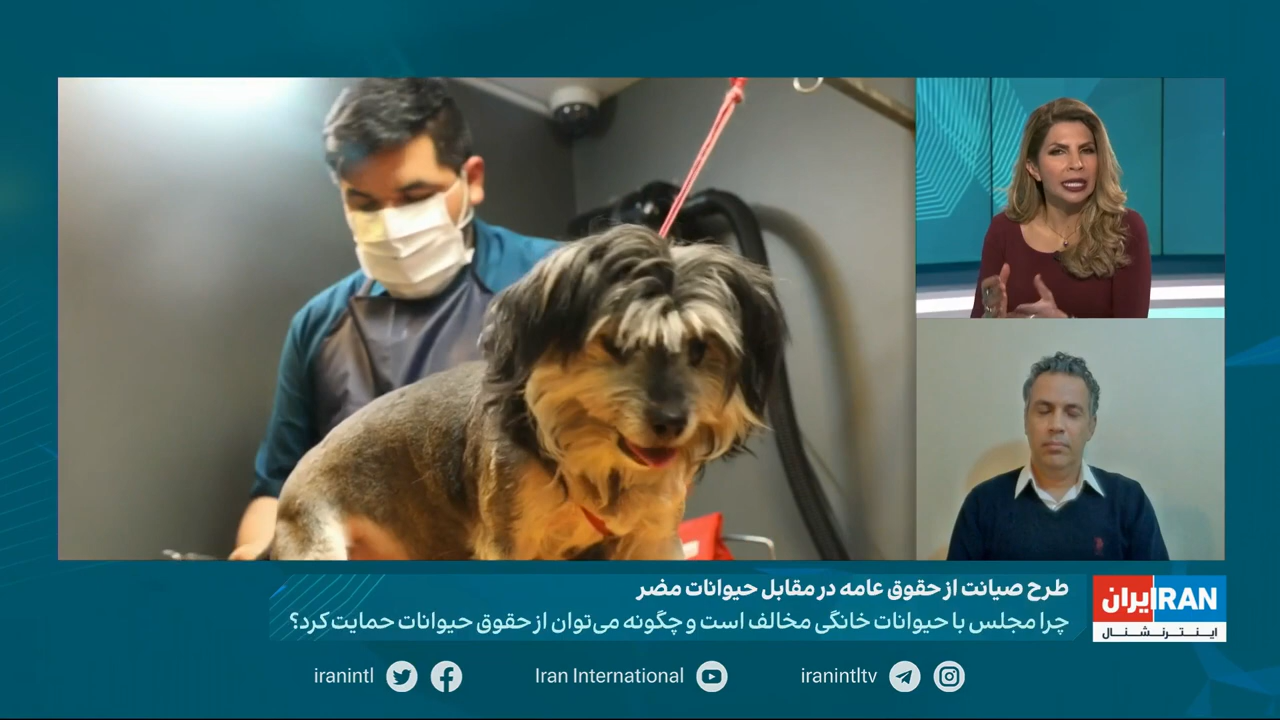 طرح صیانت از حقوق عامه در مقابل حیوانات مضر
چرا مجلس با حیوانات خانگی مخالف است و چگونه می‌توان از حقوق حیوانات حمایت کرد؟
ایران IRAN
اینترنشنال
iranintl
Iran International
iranintltv